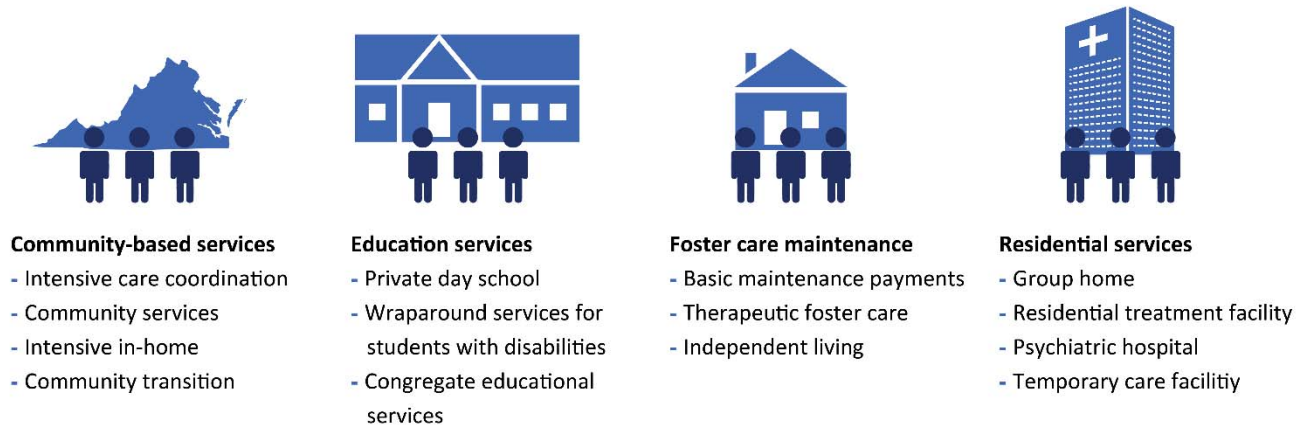 Community-based services
- Intensive care coordination
- Community services
- Intensive in-home
- Community transition
Education services
- Private day school
- Wraparound services for
students with disabilities
- Congregate educational
services
Foster care maintenance
- Basic maintenance payments
- Therapeutic foster care
- Independent living
Residential services
- Group home
- Residential treatment facility
- Psychiatric hospital
- Temporary care facilitiy